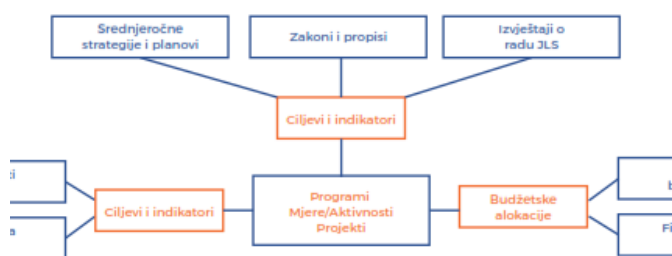 Srednjeročne
strategije i planovi
Zakoni i propisi
Izvještaji o
radu JLS
Ciljevi i indikatori
Ciljevi i indikatori
Programi
Mjere/Aktivnosti
Projekti
Budžetske
alokacije